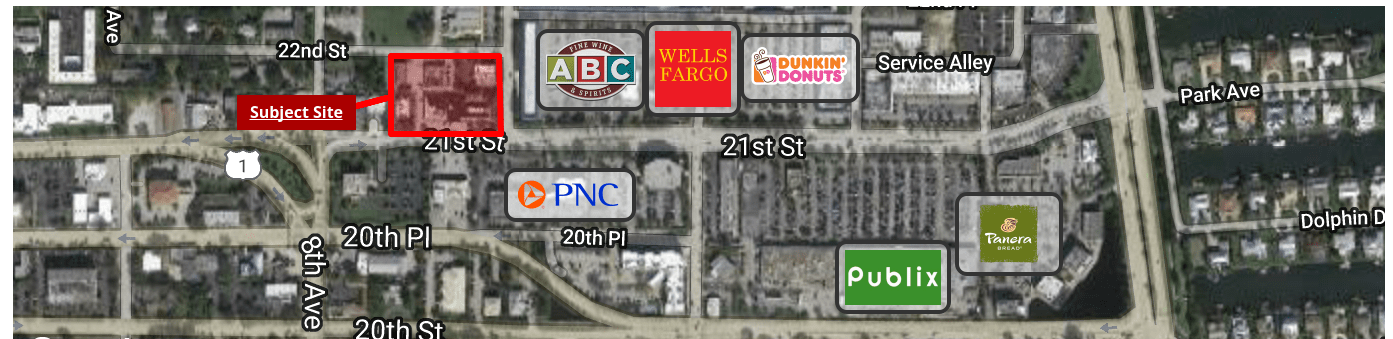 Ave
22nd St
Subject Site
1
FINE WINE
ABC
& SPIRITS
WELLS
FARGO
DUNKIN'
DONUTS
Service Alley
Park Ave
21st St
21st St
PNC
20th Pl
20th Pl
8th Ave
Panera
BREAD
Publix
Dolphin D
20th St